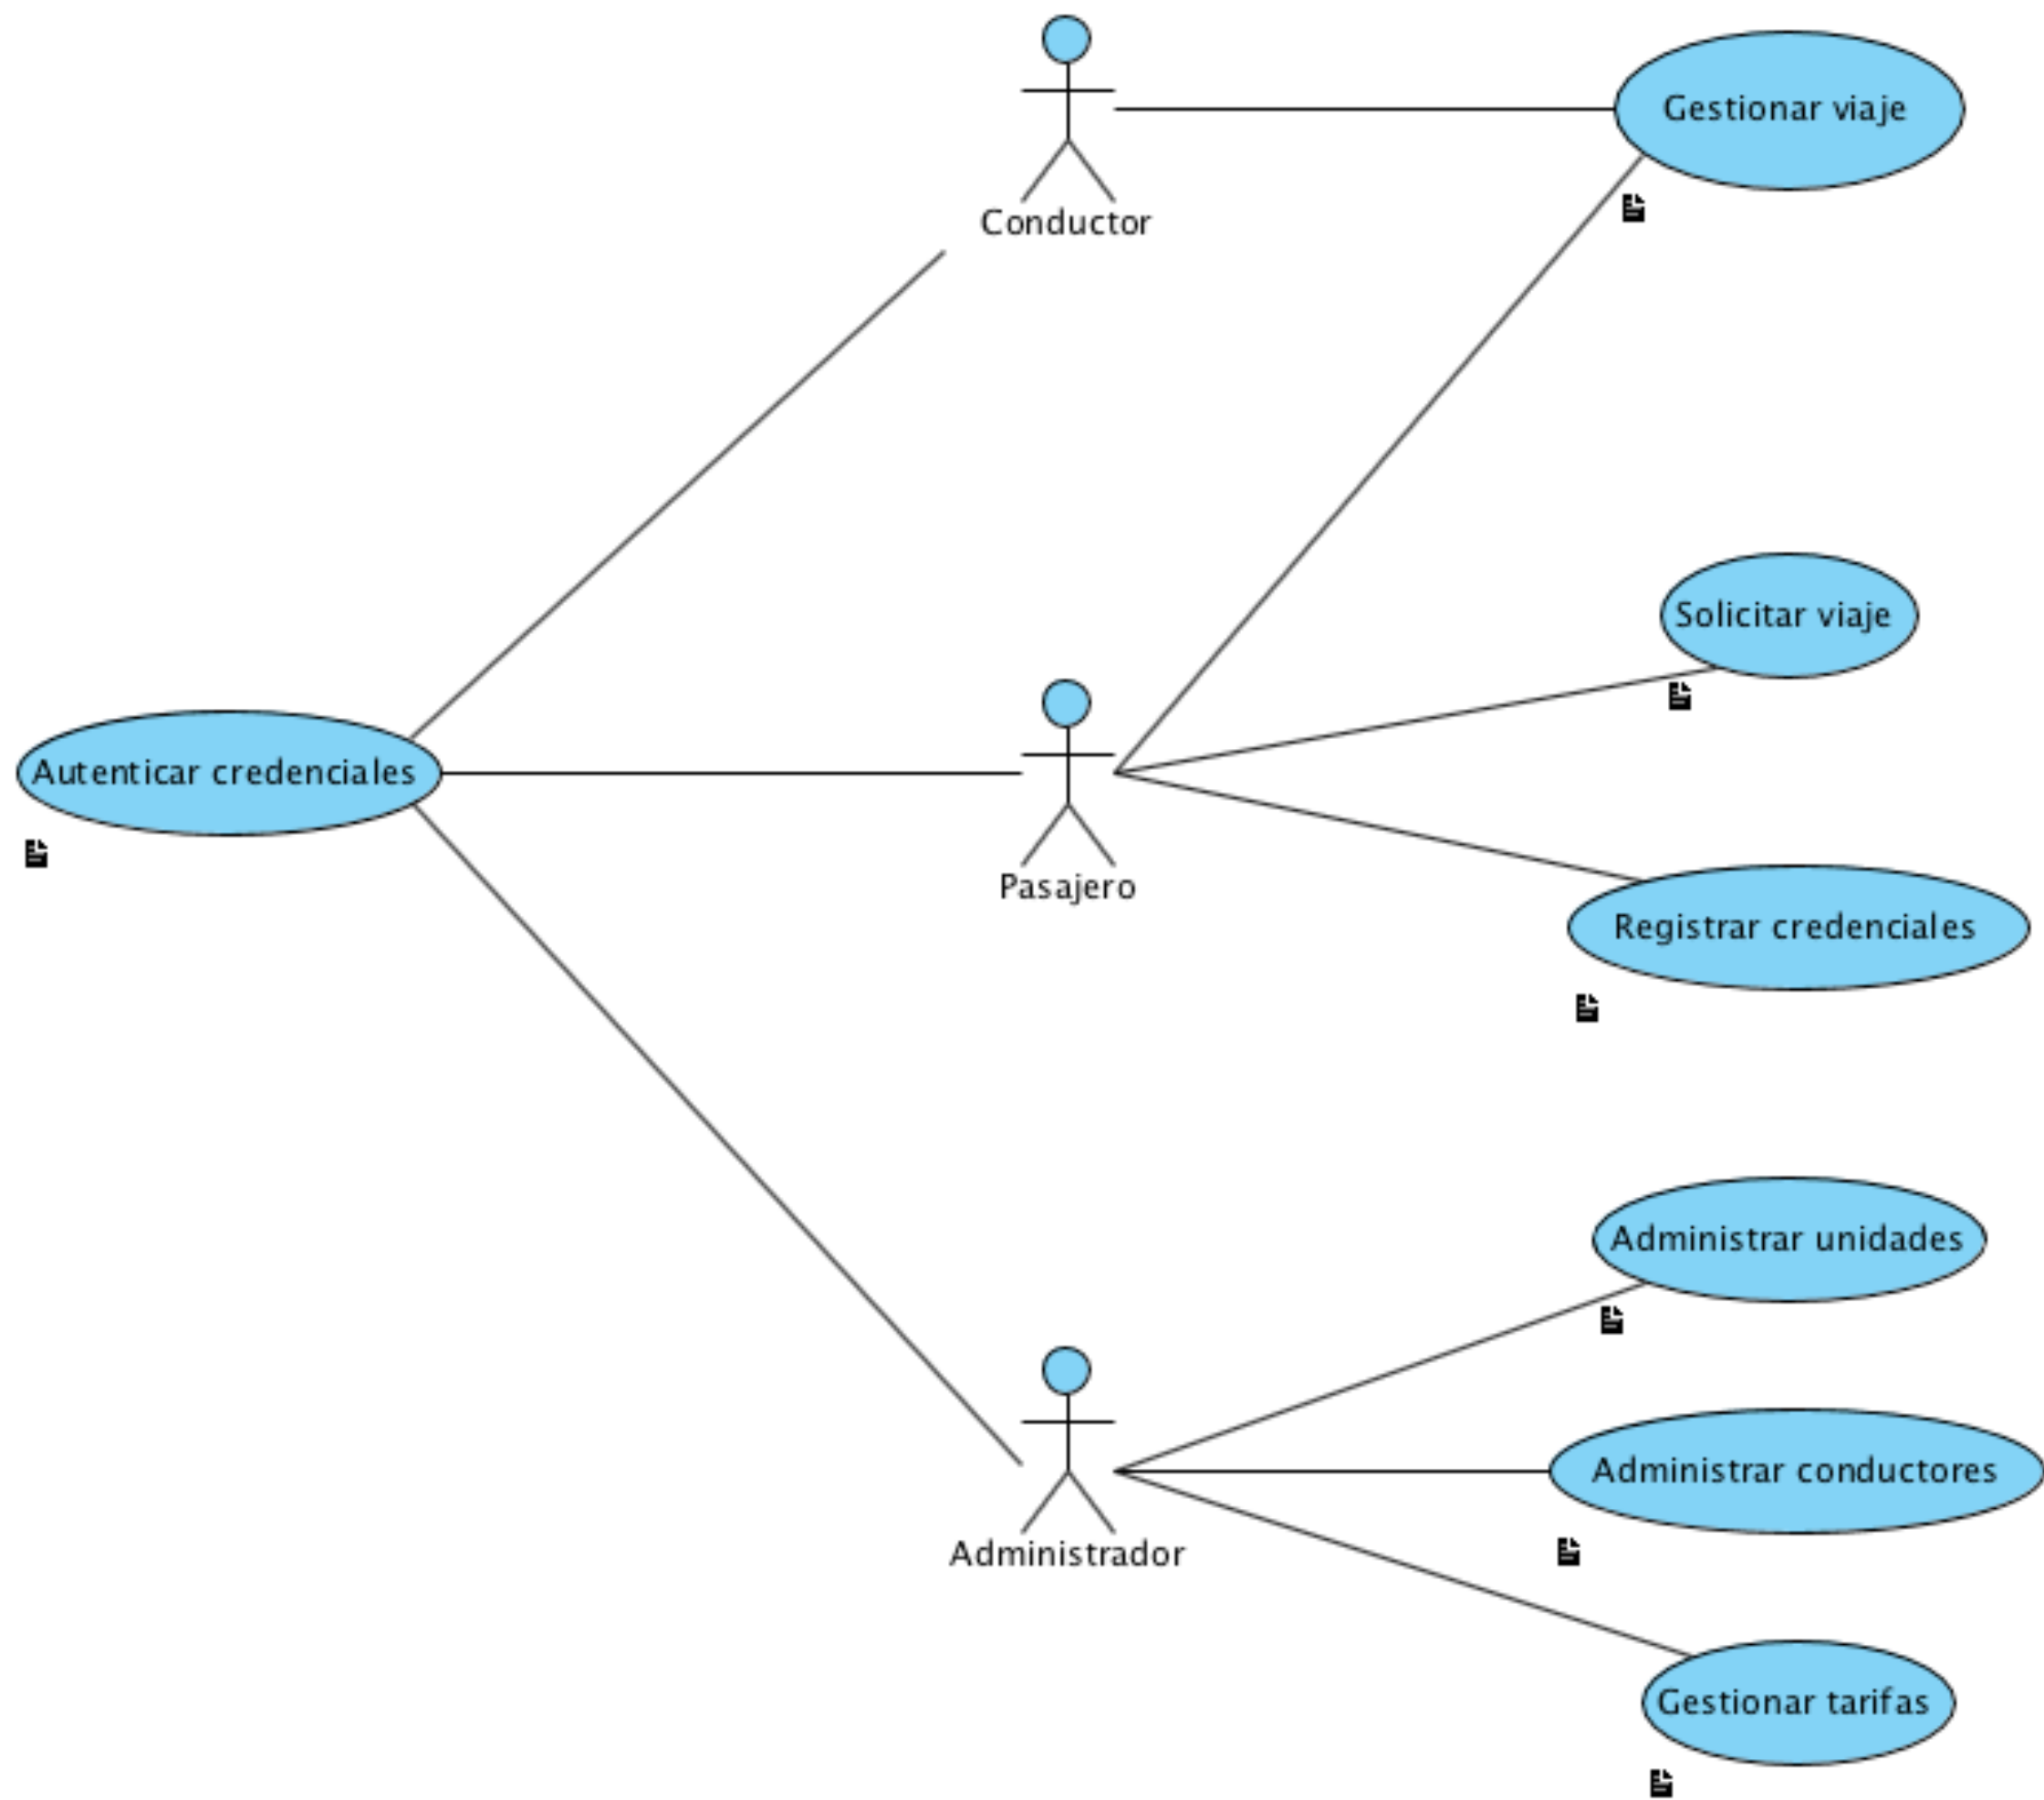 Gestionar viaje
Conductor
Solicitar viaje
Autenticar credenciales
Pasajero
Registrar credenciales
Administrar unidades
Administrar conductores
Administrador
Gestionar tarifas